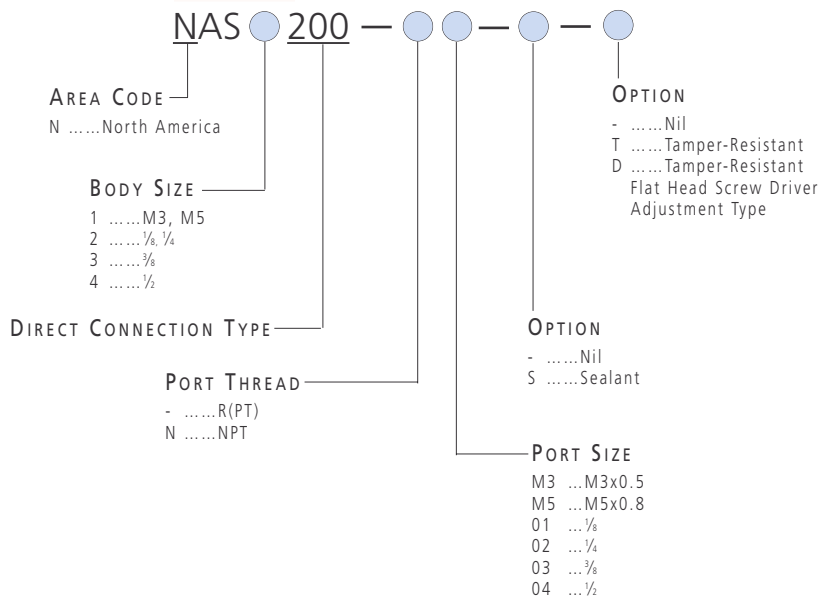 NAS 200 — — —
AREA CODE
N ......North America
BODY SIZE
1 ......M3, M5
2 ......⅛, ¼
3 ......⅜
4 ......½
DIRECT CONNECTION TYPE
PORT THREAD
- ......R(PT)
N ......NPT
OPTION
- ......Nil
T ......Tamper-Resistant
D ......Tamper-Resistant
Flat Head Screw Driver
Adjustment Type
OPTION
- ......Nil
S ......Sealant
PORT SIZE
M3 ...M3x0.5
M5 ...M5x0.8
01 ...⅛
02 ...¼
03 ...⅜
04 ...½